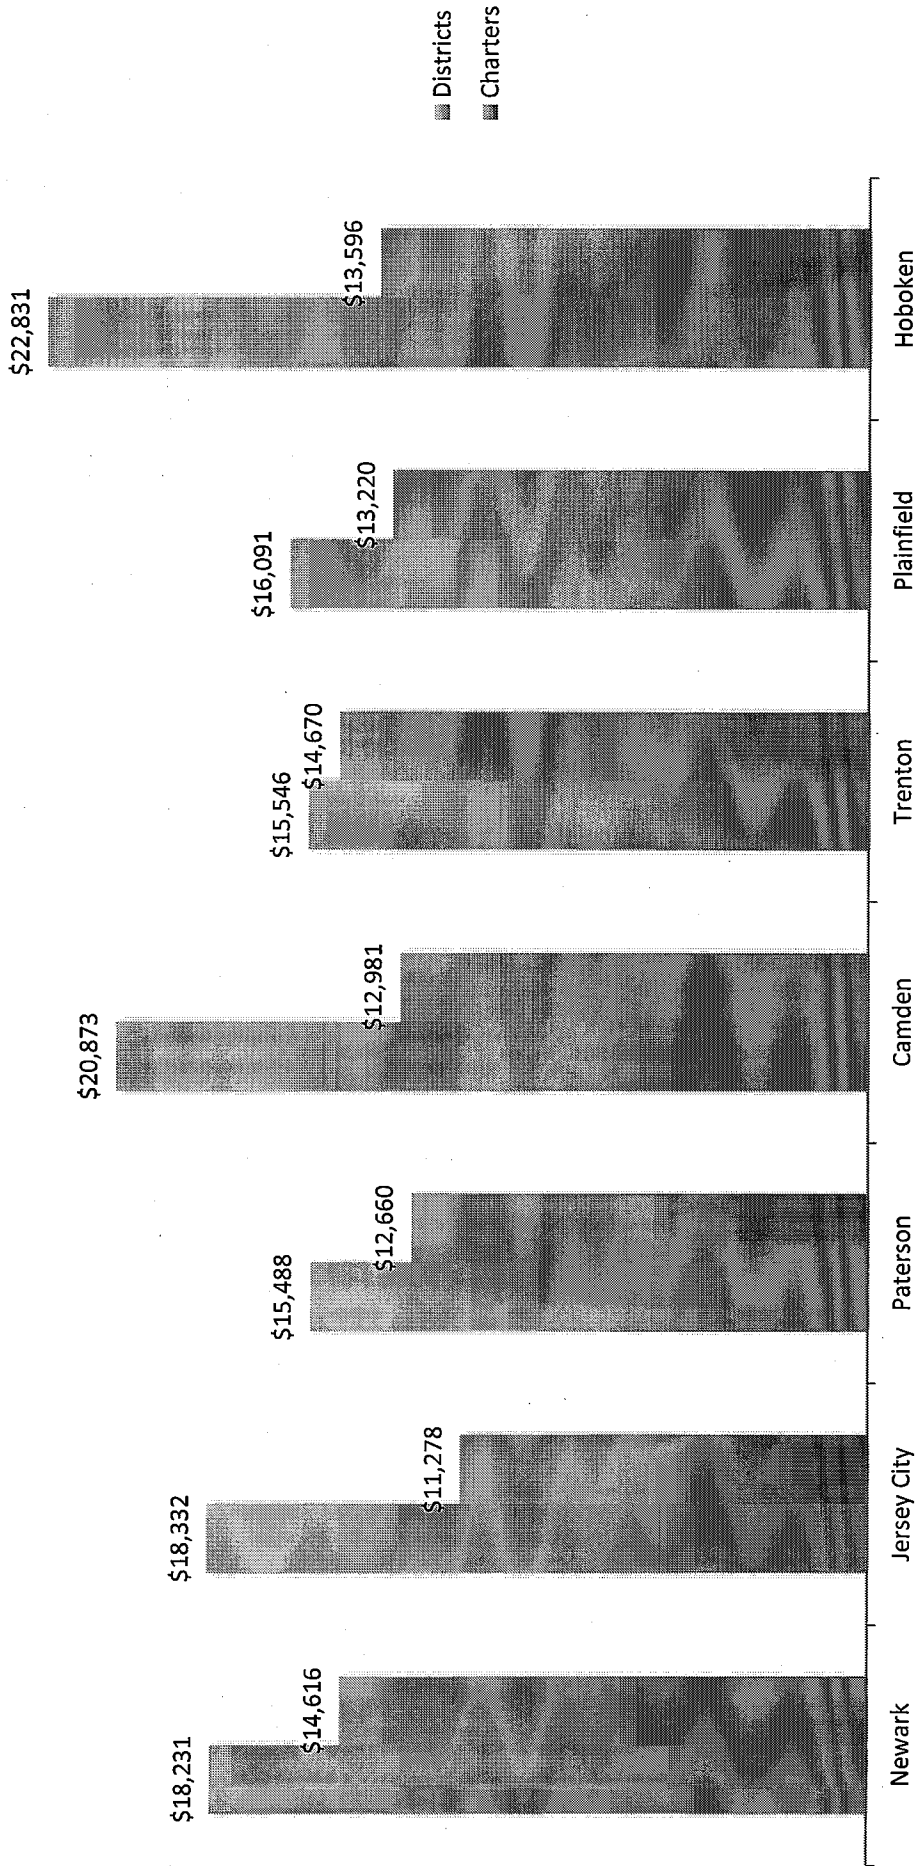 $18,231
$14,616
$18,332
$11,278
$15,488
$12,660
$20,873
$12,981
$15,546
$14,670
$16,091
$13,220
$22,831
$13,596
Newark
Jersey City
Paterson
Camden
Trenton
Plainfield
Hoboken
Districts
Charters